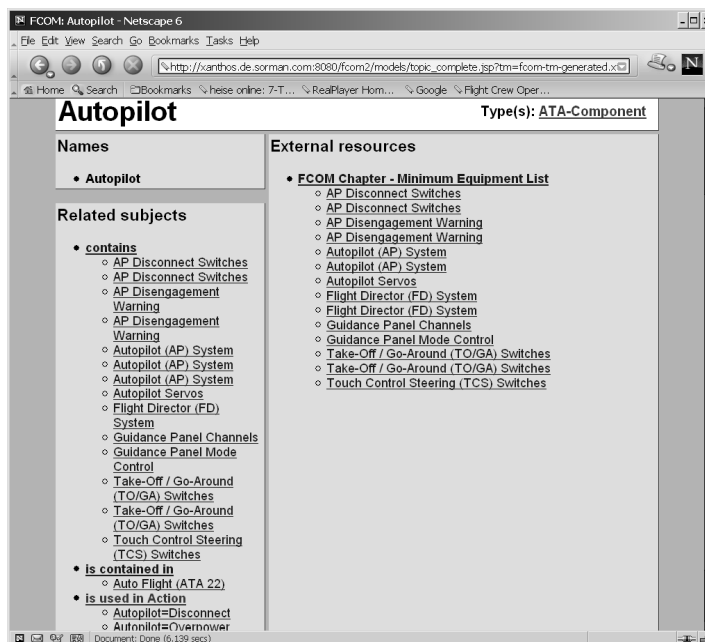 FCOM: Autopilot - Netscape 6
File Edit View Search Go Bookmarks Tasks Help
http://xanthos.de.sorman.com:8080/fcom2/models/topic_complete.jsp?tm=fcom-tm-generated.x
N
Home Search Bookmarks heise online: 7-T... RealPlayer Hom... Google Flight Crew Oper...
Autopilot
Type(s): ATA-Component
Names
Autopilot
Related subjects
contains
AP Disconnect Switches
AP Disconnect Switches
AP Disengagement
Warning
AP Disengagement
Warning
Autopilot (AP) System
Autopilot (AP) System
Autopilot (AP) System
Autopilot Servos
Flight Director (FD)
System
Guidance Panel Channels
Guidance Panel Mode
Control
Take-Off / Go-Around
(TO/GA) Switches
Take-Off / Go-Around
(TO/GA) Switches
Touch Control Steering
(TCS) Switches
is contained in
Auto Flight (ATA 22)
is used in Action
Autopilot=Disconnect
Autopilot=Overpower
External resources
FCOM Chapter - Minimum Equipment List
AP Disconnect Switches
AP Disconnect Switches
AP Disengagement Warning
AP Disengagement Warning
Autopilot (AP) System
Autopilot (AP) System
Autopilot Servos
Flight Director (FD) System
Flight Director (FD) System
Guidance Panel Channels
Guidance Panel Mode Control
Take-Off / Go-Around (TO/GA) Switches
Take-Off / Go-Around (TO/GA) Switches
Touch Control Steering (TCS) Switches
Document: Done (6.139 secs)